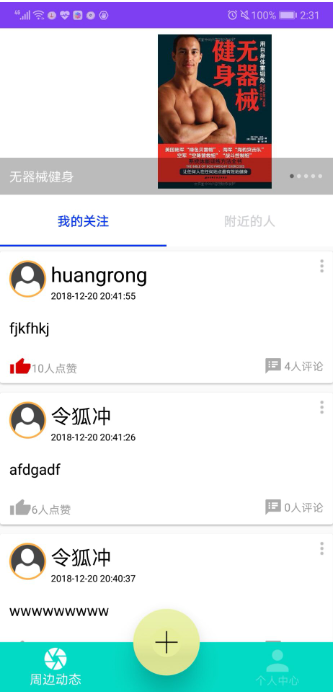 100% 2:31
无器械
健身
无器械健身
我的关注
附近的人
huangrong
2018-12-20 20:41:55
fjkfhkj
10人点赞
4人评论
令狐冲
2018-12-20 20:41:26
afdgadf
6人点赞
0人评论
令狐冲
2018-12-20 20:40:37
wwwwwwwww
周边动态
个人中心